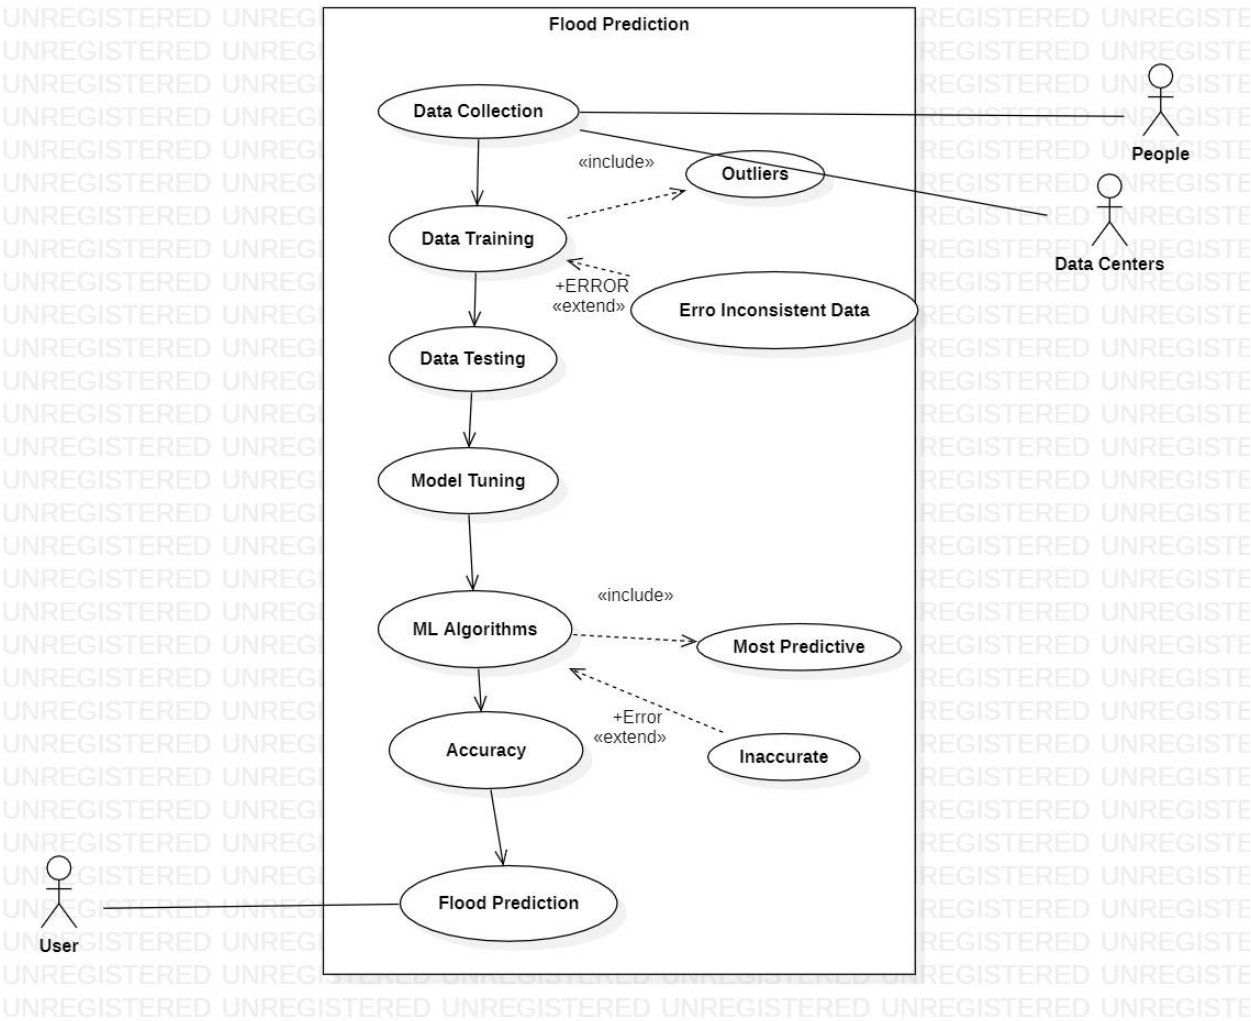 Flood Prediction
Data Collection
People
«include»
Outliers
Data Training
Data Centers
+ERROR
«extend»
Erro Inconsistent Data
Data Testing
Model Tuning
«include»
ML Algorithms
Most Predictive
+Error
«extend»
Accuracy
Inaccurate
Flood Prediction
User
UNREGISTERED